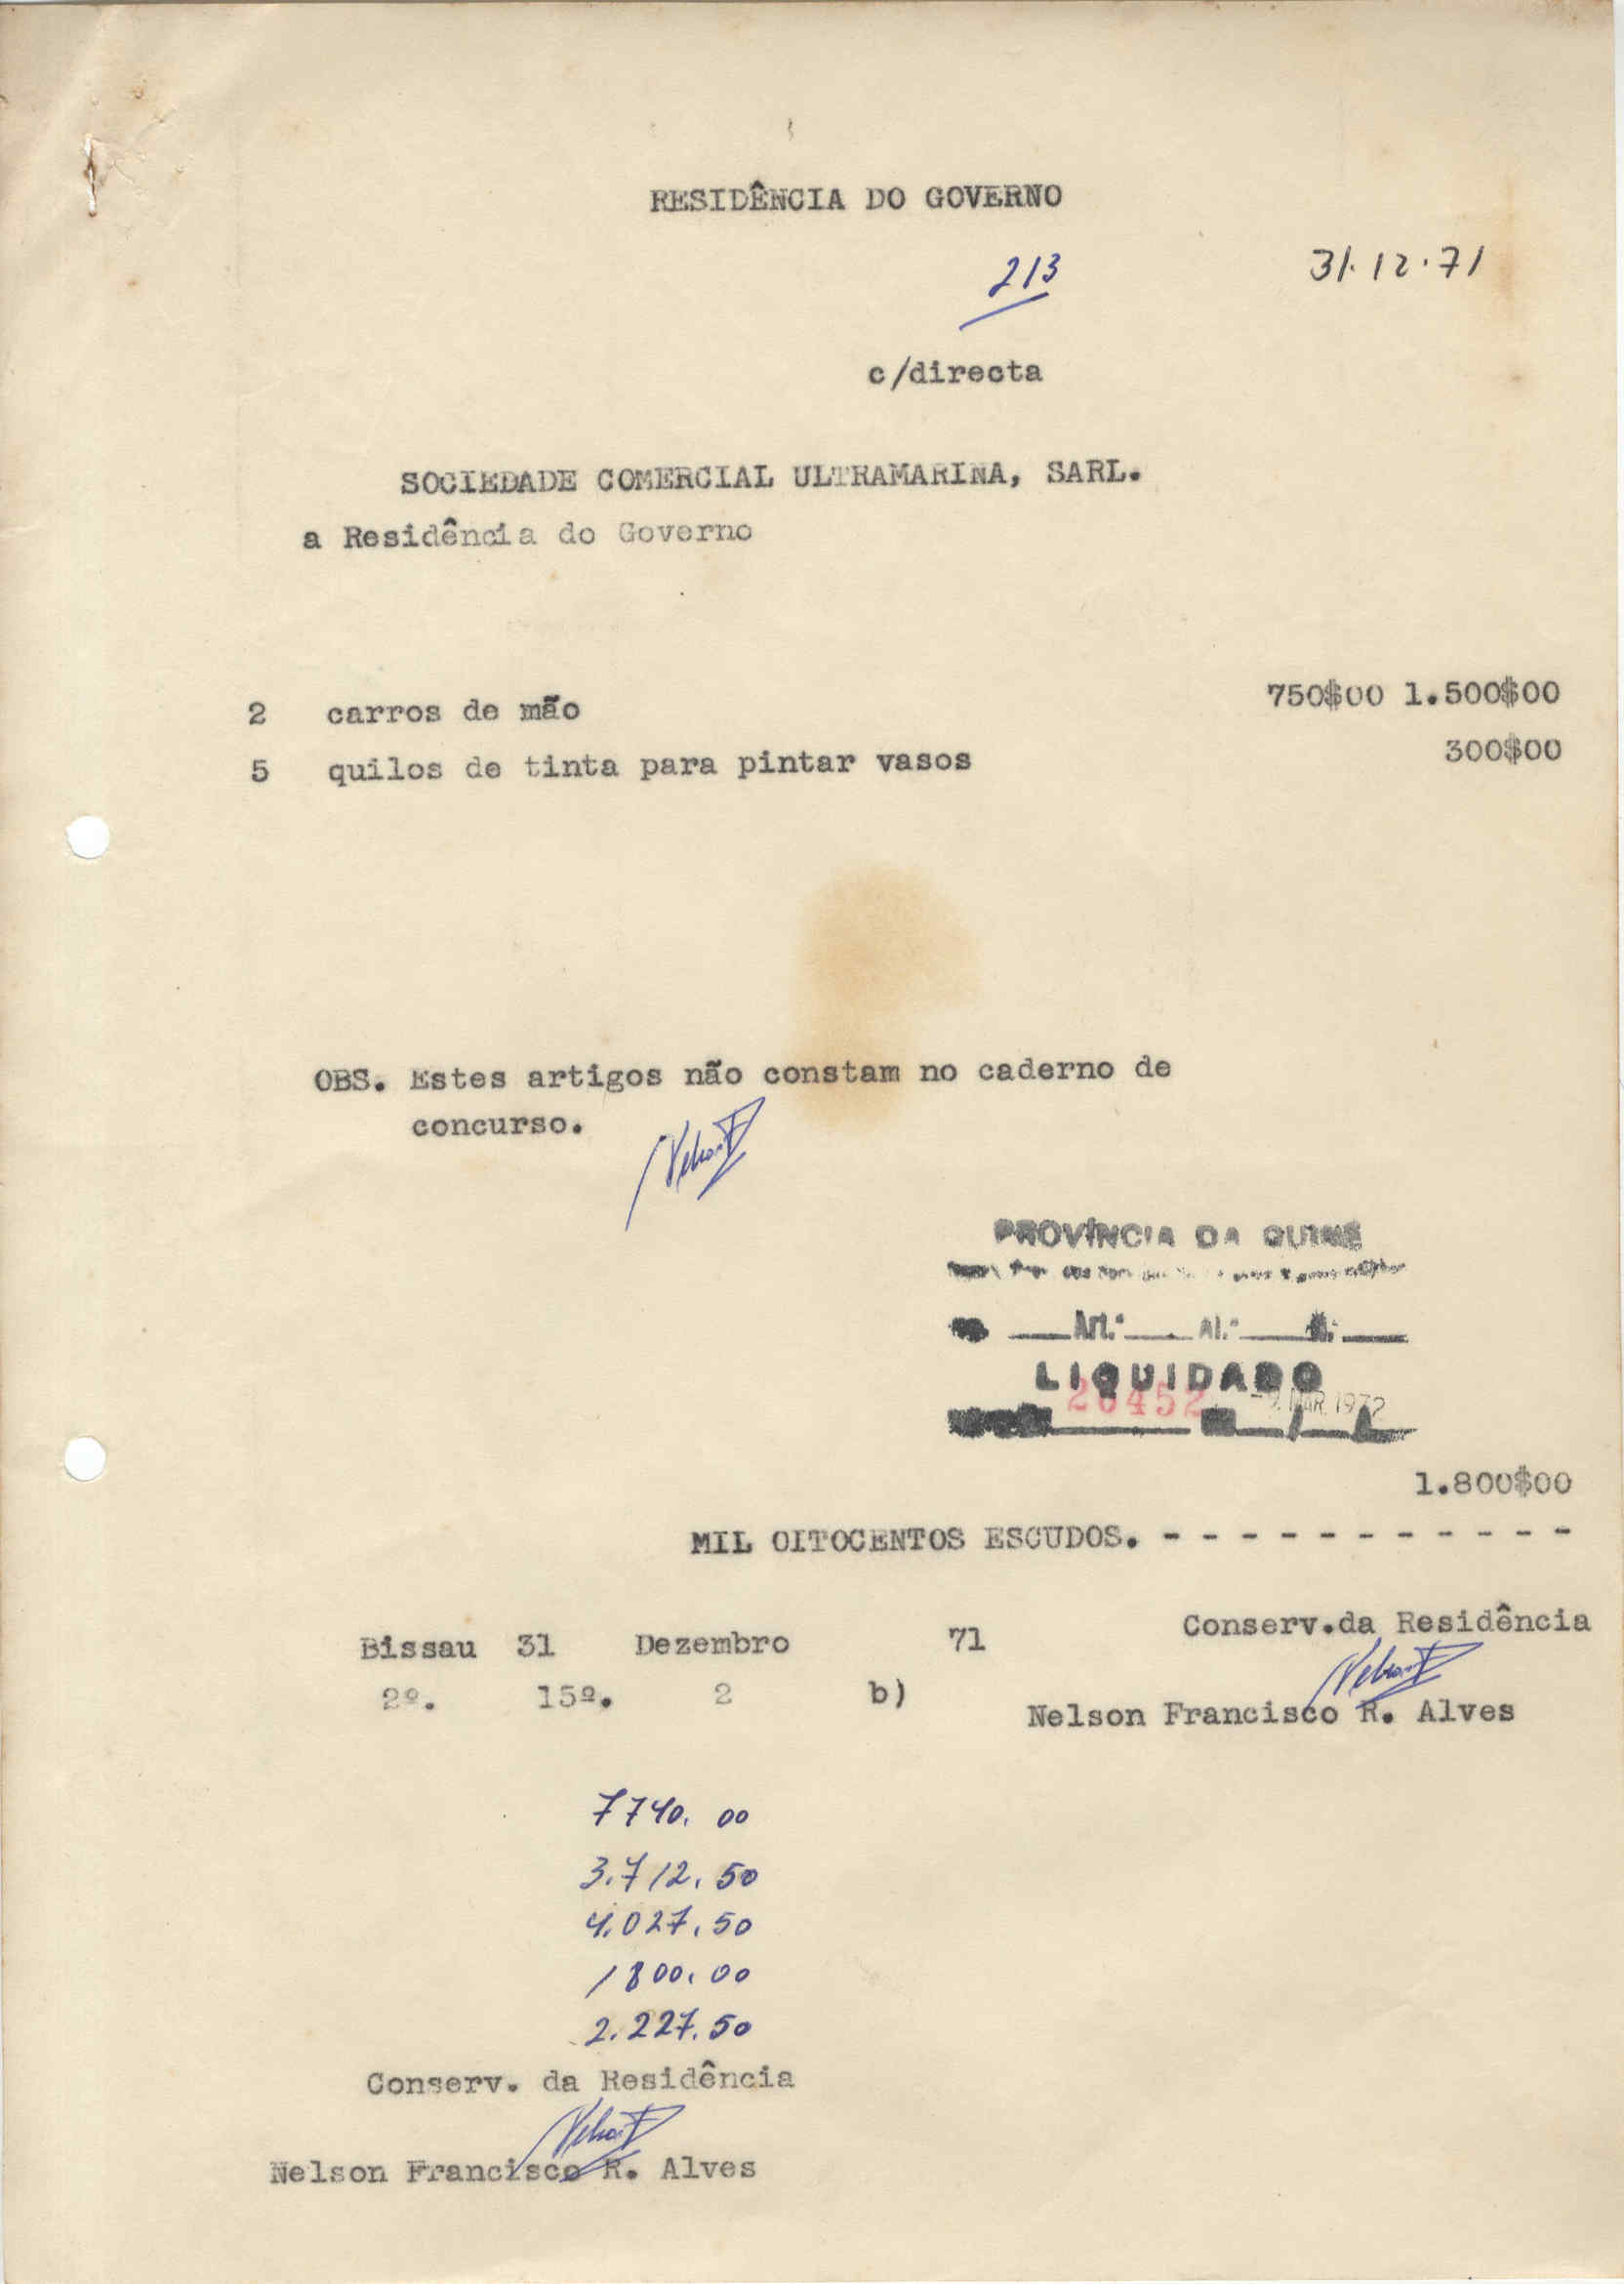 RESIDÊNCIA DO GOVERNO
213
31.12.71
c/directa
SOCIEDADE COMERCIAL ULTRAMARINA, SARL.
a Residência do Governo
2 carros de mão 750$00 1.500$00
5 quilos de tinta para pintar vasos 300$00
OBS. Estes artigos não constam no caderno de
concurso.
PROVÍNCIA DA GUINÉ
Art.º Al.º
LIQUIDADO
26452 -9. MAR. 1972
1.800$00
MIL OITOCENTOS ESCUDOS. - - - - - - - - - - -
Bissau 31 Dezembro 71 Conserv.da Residência
2º. 15º. 2 b)
Nelson Francisco R. Alves
7740.00
3.712.50
4.027.50
1800.00
2.227.50
Conserv. da Residência
Nelson Francisco R. Alves